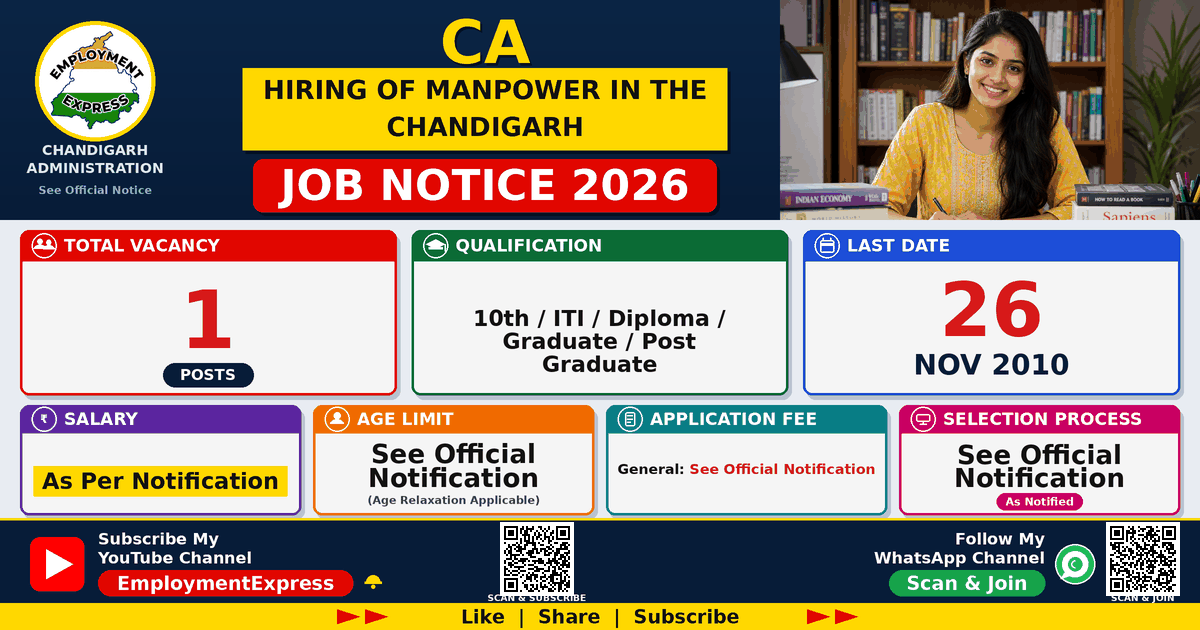 EMPLOYMENT
EXPRESS
CHANDIGARH
ADMINISTRATION
See Official Notice
CA
HIRING OF MANPOWER IN THE
CHANDIGARH
JOB NOTICE 2026
INDIAN ECONOMY
HOW TO READ A BOOK
Sapiens
TOTAL VACANCY
1
POSTS
QUALIFICATION
10th / ITI / Diploma /
Graduate / Post
Graduate
LAST DATE
26
NOV 2010
₹ SALARY
As Per Notification
AGE LIMIT
See Official
Notification
(Age Relaxation Applicable)
APPLICATION FEE
General: See Official Notification
SELECTION PROCESS
See Official
Notification
As Notified
Subscribe My
YouTube Channel
EmploymentExpress
SCAN & SUBSCRIBE
Follow My
WhatsApp Channel
Scan & Join
SCAN & JOIN
Like | Share | Subscribe